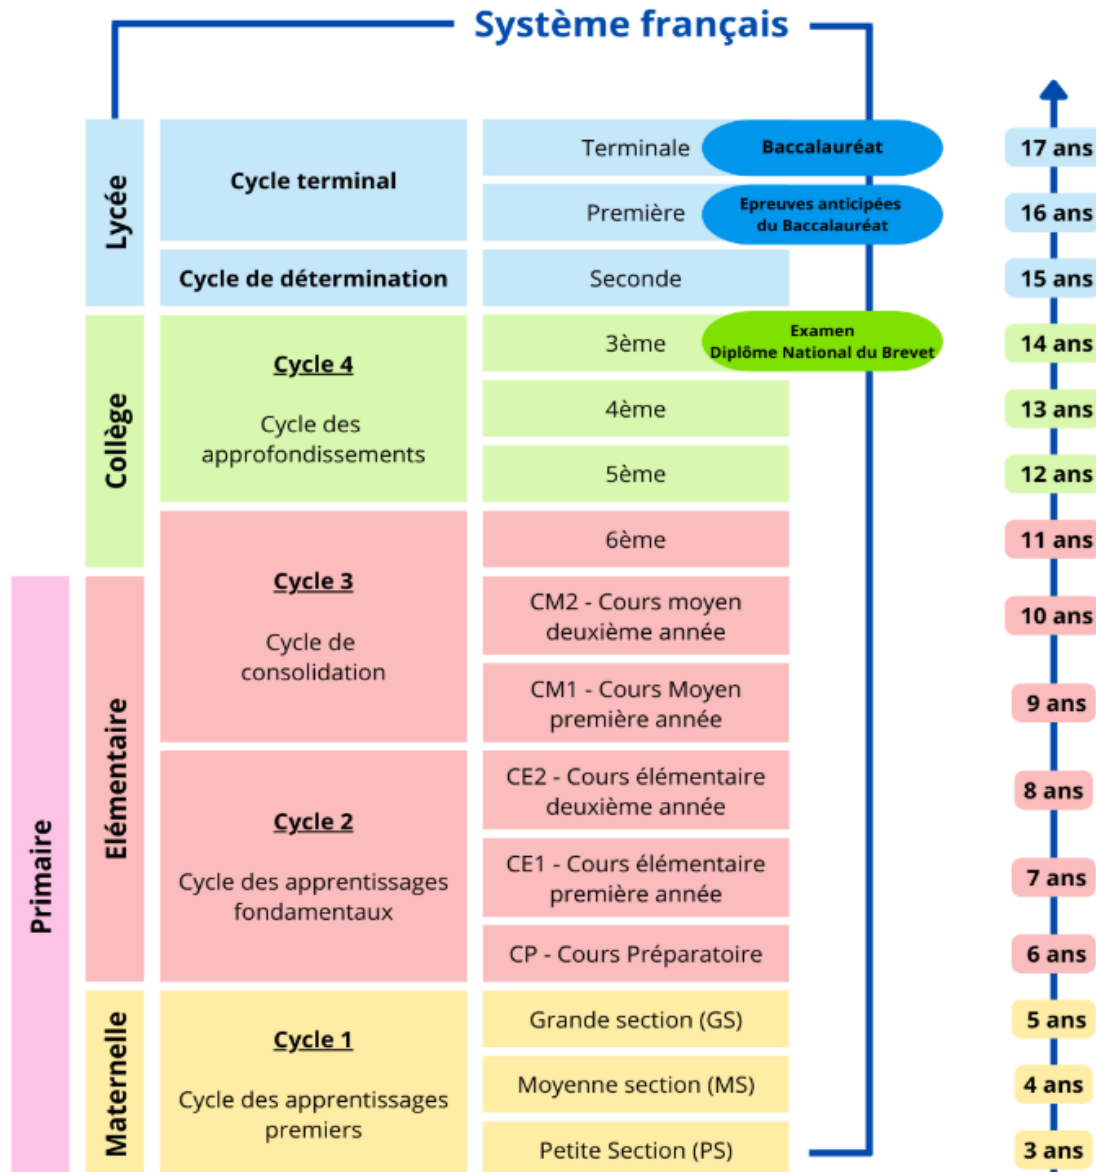 Système français
Lycée
Cycle terminal
Terminale
Baccalauréat
17 ans
Première
Epreuves anticipées
du Baccalauréat
16 ans
Cycle de détermination
Seconde
15 ans
Collège
Cycle 4
Cycle des
approfondissements
3ème
Examen
Diplôme National du Brevet
14 ans
4ème
13 ans
5ème
12 ans
Cycle 3
Cycle de
consolidation
6ème
11 ans
Primaire
Elémentaire
CM2 - Cours moyen
deuxième année
10 ans
CM1 - Cours Moyen
première année
9 ans
Cycle 2
Cycle des apprentissages
fondamentaux
CE2 - Cours élémentaire
deuxième année
8 ans
CE1 - Cours élémentaire
première année
7 ans
CP - Cours Préparatoire
6 ans
Maternelle
Cycle 1
Cycle des apprentissages
premiers
Grande section (GS)
5 ans
Moyenne section (MS)
4 ans
Petite Section (PS)
3 ans